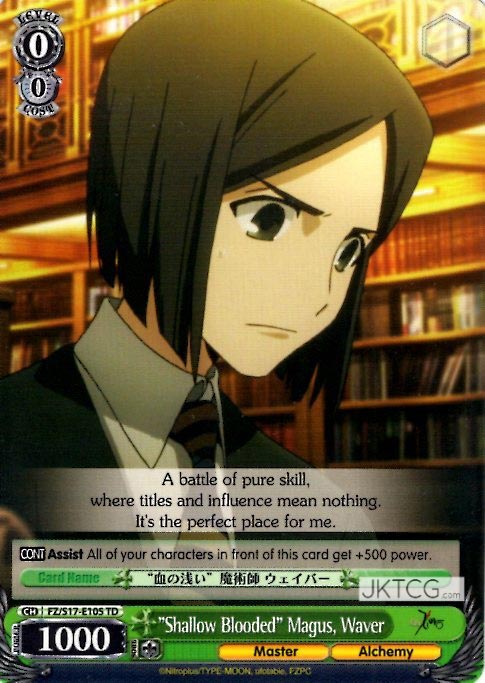 LEVEL
0
0
COST
A battle of pure skill,
where titles and influence mean nothing.
It's the perfect place for me.
CONT Assist All of your characters in front of this card get +500 power.
Card Name "血の浅い" 魔術師 ウェイバー
JKTCG.com
FZ/S17-E105 TD
"Shallow Blooded" Magus, Waver
POWER 1000 SOUL
Master Alchemy
©Nitroplus/TYPE-MOON, ufotable, FZPC